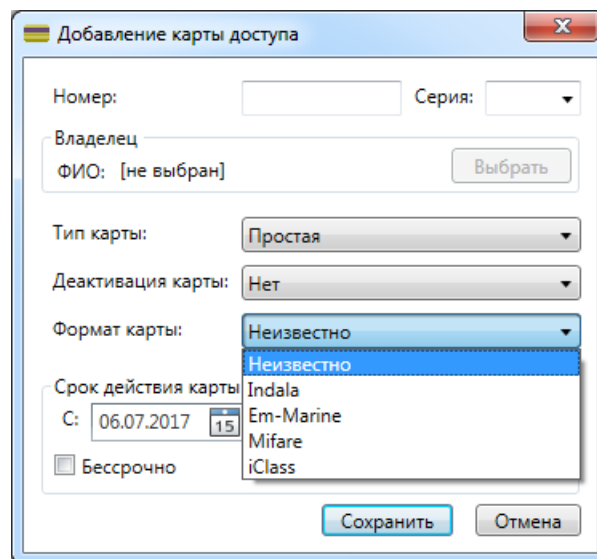 Добавление карты доступа
Номер: Серия:
Владелец
ФИО: [не выбран] Выбрать
Тип карты: Простая
Деактивация карты: Нет
Формат карты: Неизвестно
Неизвестно
Срок действия карты Indala
С: 06.07.2017 15 Em-Marine
Mifare
Бессрочно iClass
Сохранить Отмена